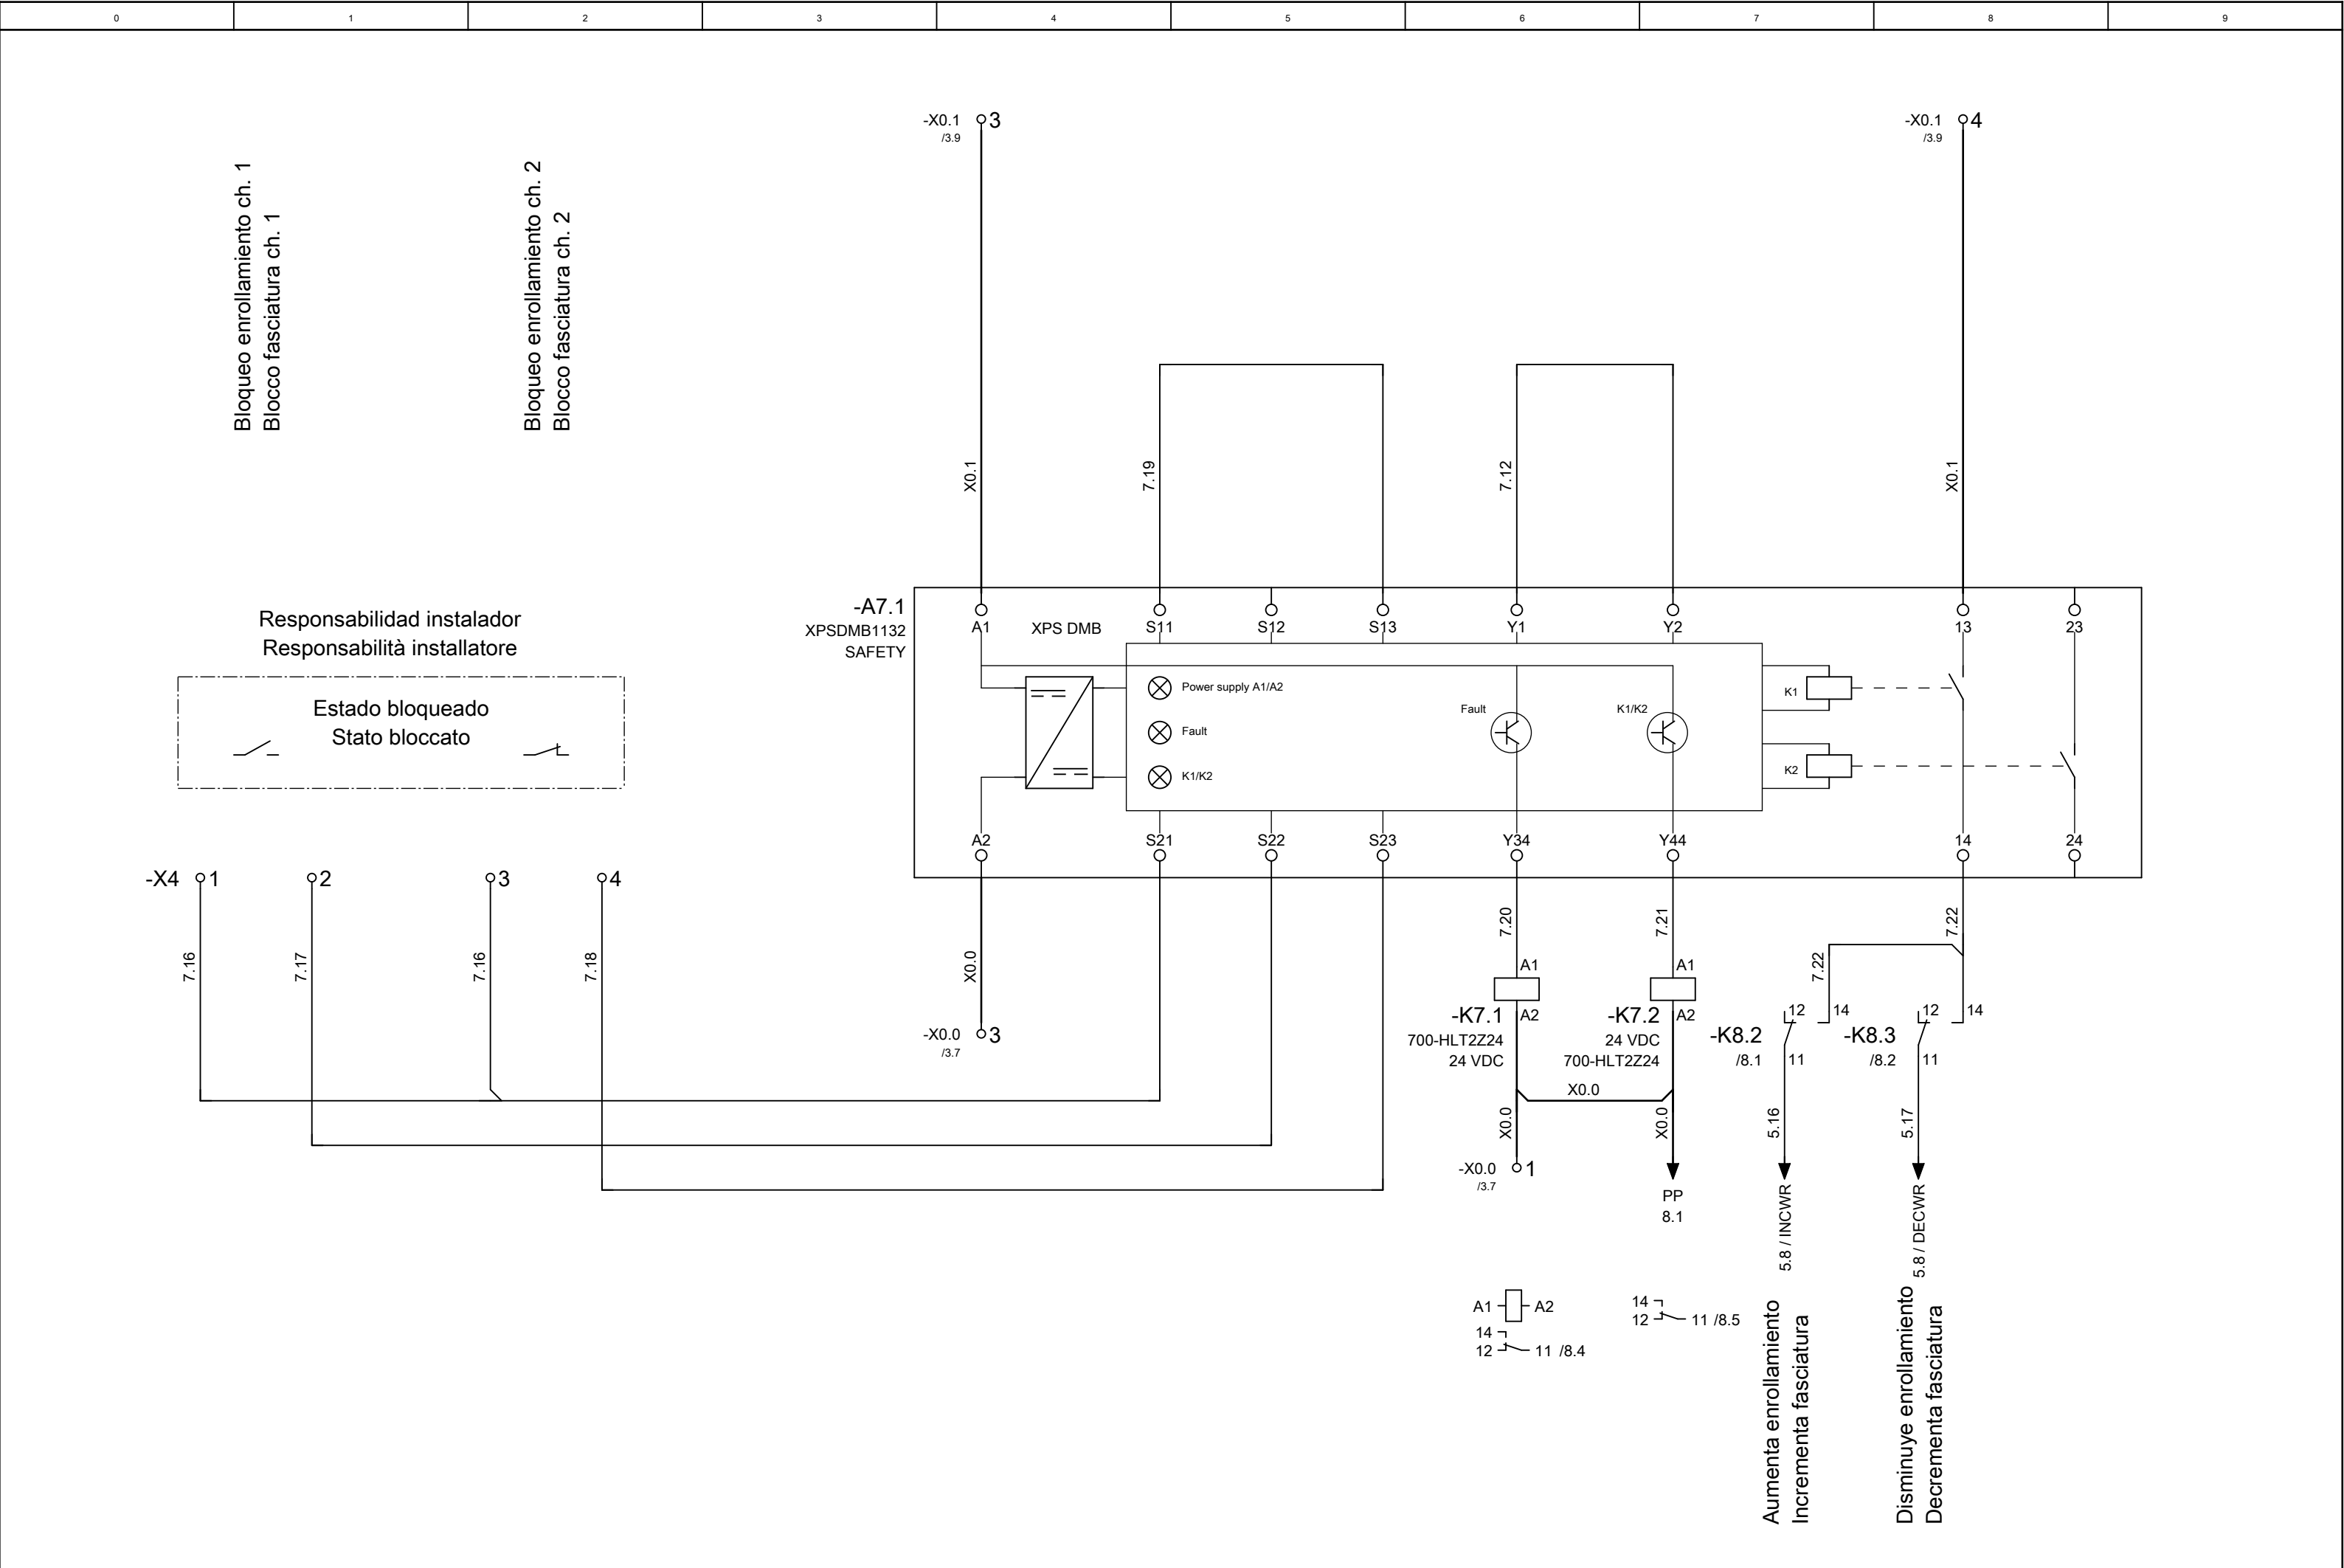 0 1 2 3 4 5 6 7 8 9
-X0.1 3
/3.9
-X0.1 4
/3.9
Bloqueo enrollamiento ch. 1
Blocco fasciatura ch. 1
Bloqueo enrollamiento ch. 2
Blocco fasciatura ch. 2
X0.1
7.19
7.12
X0.1
Responsabilidad instalador
Responsabilità installatore
Estado bloqueado
Stato bloccato
-A7.1
XPSDMB1132
SAFETY
A1 XPS DMB S11 S12 S13 Y1 Y2 13 23
Power supply A1/A2
Fault
K1/K2
Fault
K1/K2
K1
K2
A2 S21 S22 S23 Y34 Y44 14 24
-X4 1 2 3 4
7.16
7.17
7.16
7.18
X0.0
-X0.0 3
/3.7
7.20
7.21
7.22
7.22
A1
-K7.1 A2
700-HLT2Z24
24 VDC
A1
-K7.2 A2
24 VDC
700-HLT2Z24
X0.0
X0.0
X0.0
-X0.0 1
/3.7
PP
8.1
12 14
-K8.2
/8.1 11
12 14
-K8.3
/8.2 11
5.16
5.17
5.8 / INCWR
5.8 / DECWR
Aumenta enrollamiento
Incrementa fasciatura
Disminuye enrollamiento
Decrementa fasciatura
A1 A2
14
12 11 /8.4
14
12 11 /8.5